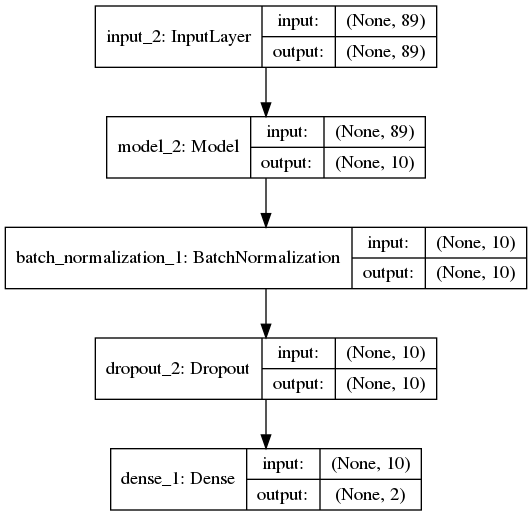 input_2: InputLayer
input: (None, 89)
output: (None, 89)
model_2: Model
input: (None, 89)
output: (None, 10)
batch_normalization_1: BatchNormalization
input: (None, 10)
output: (None, 10)
dropout_2: Dropout
input: (None, 10)
output: (None, 10)
dense_1: Dense
input: (None, 10)
output: (None, 2)